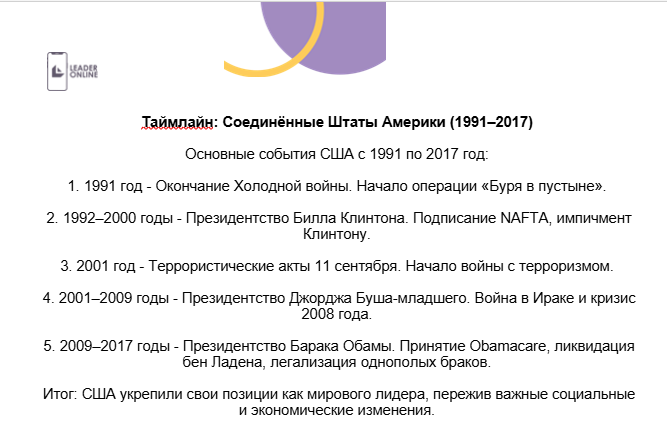 LEADER
ONLINE
Таймлайн: Соединённые Штаты Америки (1991–2017)
Основные события США с 1991 по 2017 год:
1. 1991 год - Окончание Холодной войны. Начало операции «Буря в пустыне».
2. 1992–2000 годы - Президентство Билла Клинтона. Подписание NAFTA, импичмент
Клинтону.
3. 2001 год - Террористические акты 11 сентября. Начало войны с терроризмом.
4. 2001–2009 годы - Президентство Джорджа Буша-младшего. Война в Ираке и кризис
2008 года.
5. 2009–2017 годы - Президентство Барака Обамы. Принятие Obamacare, ликвидация
бен Ладена, легализация однополых браков.
Итог: США укрепили свои позиции как мирового лидера, пережив важные социальные
и экономические изменения.